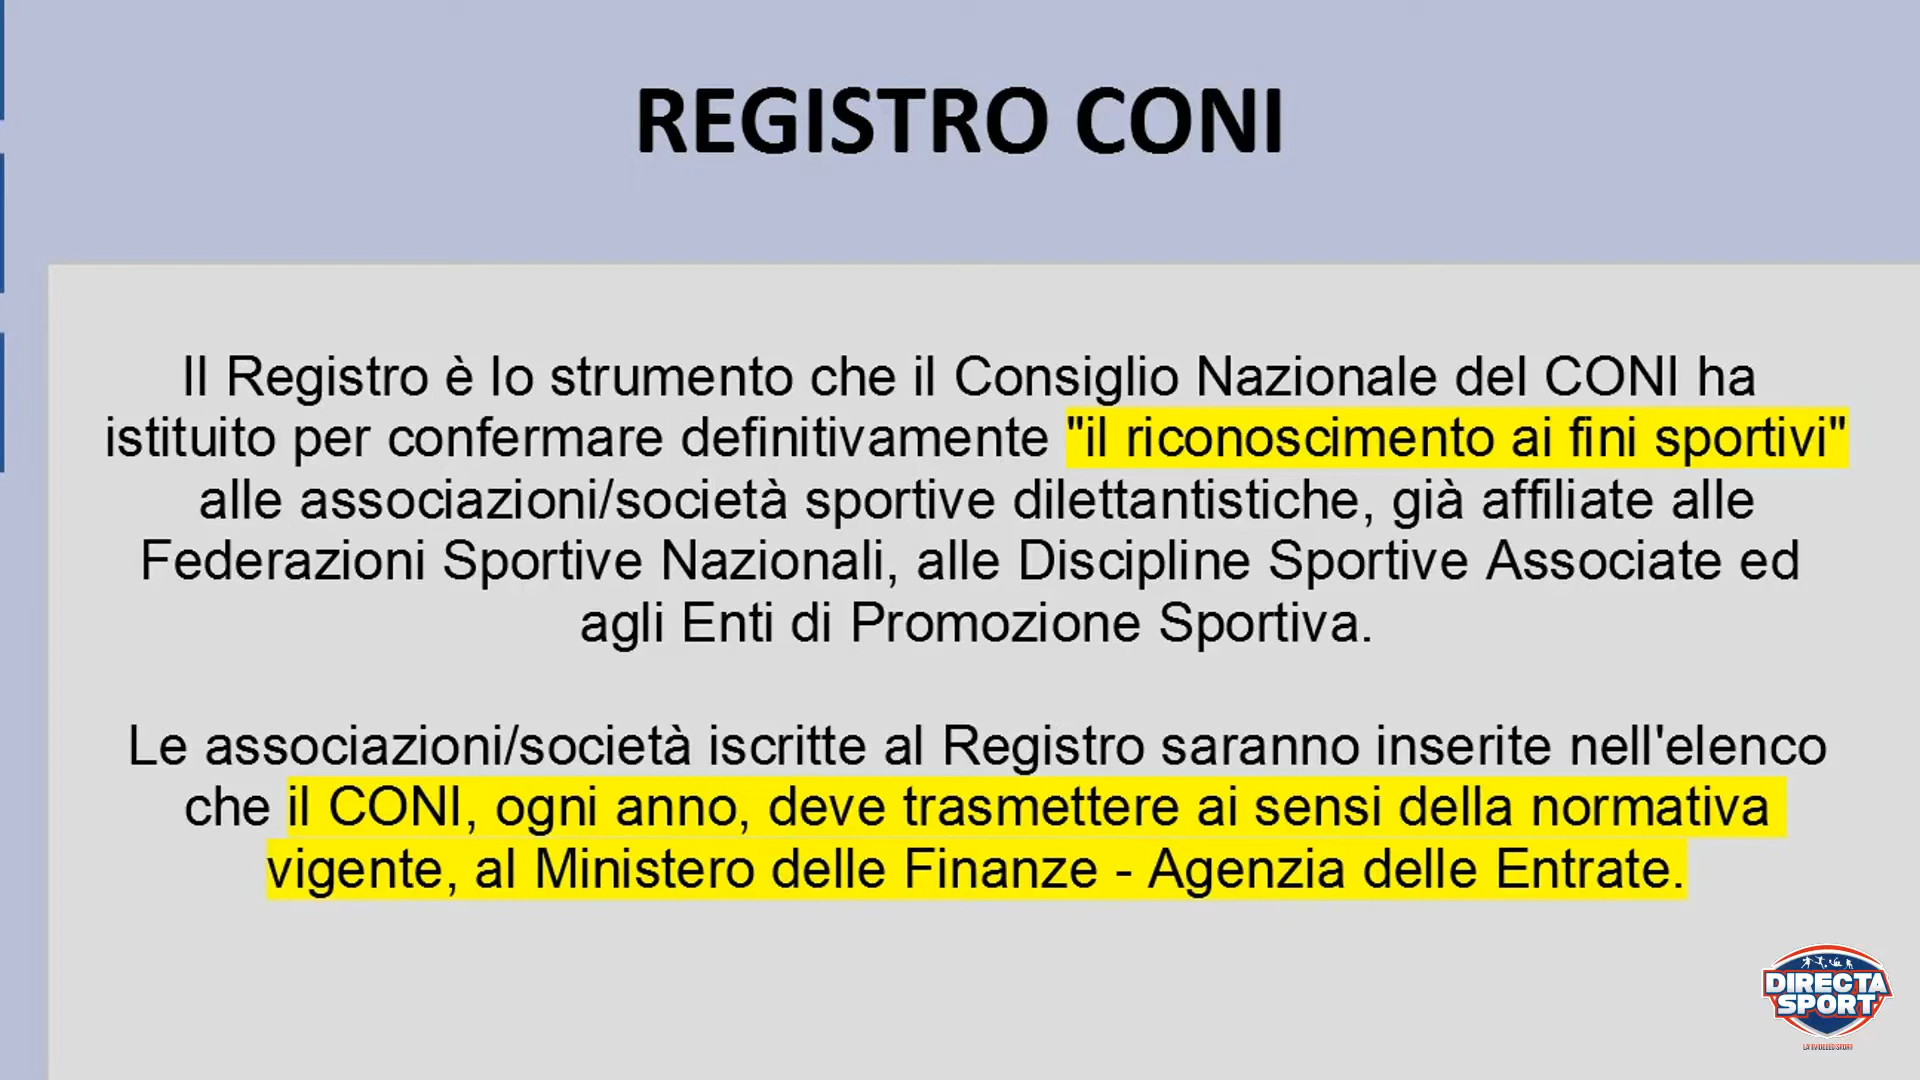 REGISTRO CONI
Il Registro è lo strumento che il Consiglio Nazionale del CONI ha
istituito per confermare definitivamente "il riconoscimento ai fini sportivi"
alle associazioni/società sportive dilettantistiche, già affiliate alle
Federazioni Sportive Nazionali, alle Discipline Sportive Associate ed
agli Enti di Promozione Sportiva.
Le associazioni/società iscritte al Registro saranno inserite nell'elenco
che il CONI, ogni anno, deve trasmettere ai sensi della normativa
vigente, al Ministero delle Finanze - Agenzia delle Entrate.
DIRECTA
SPORT